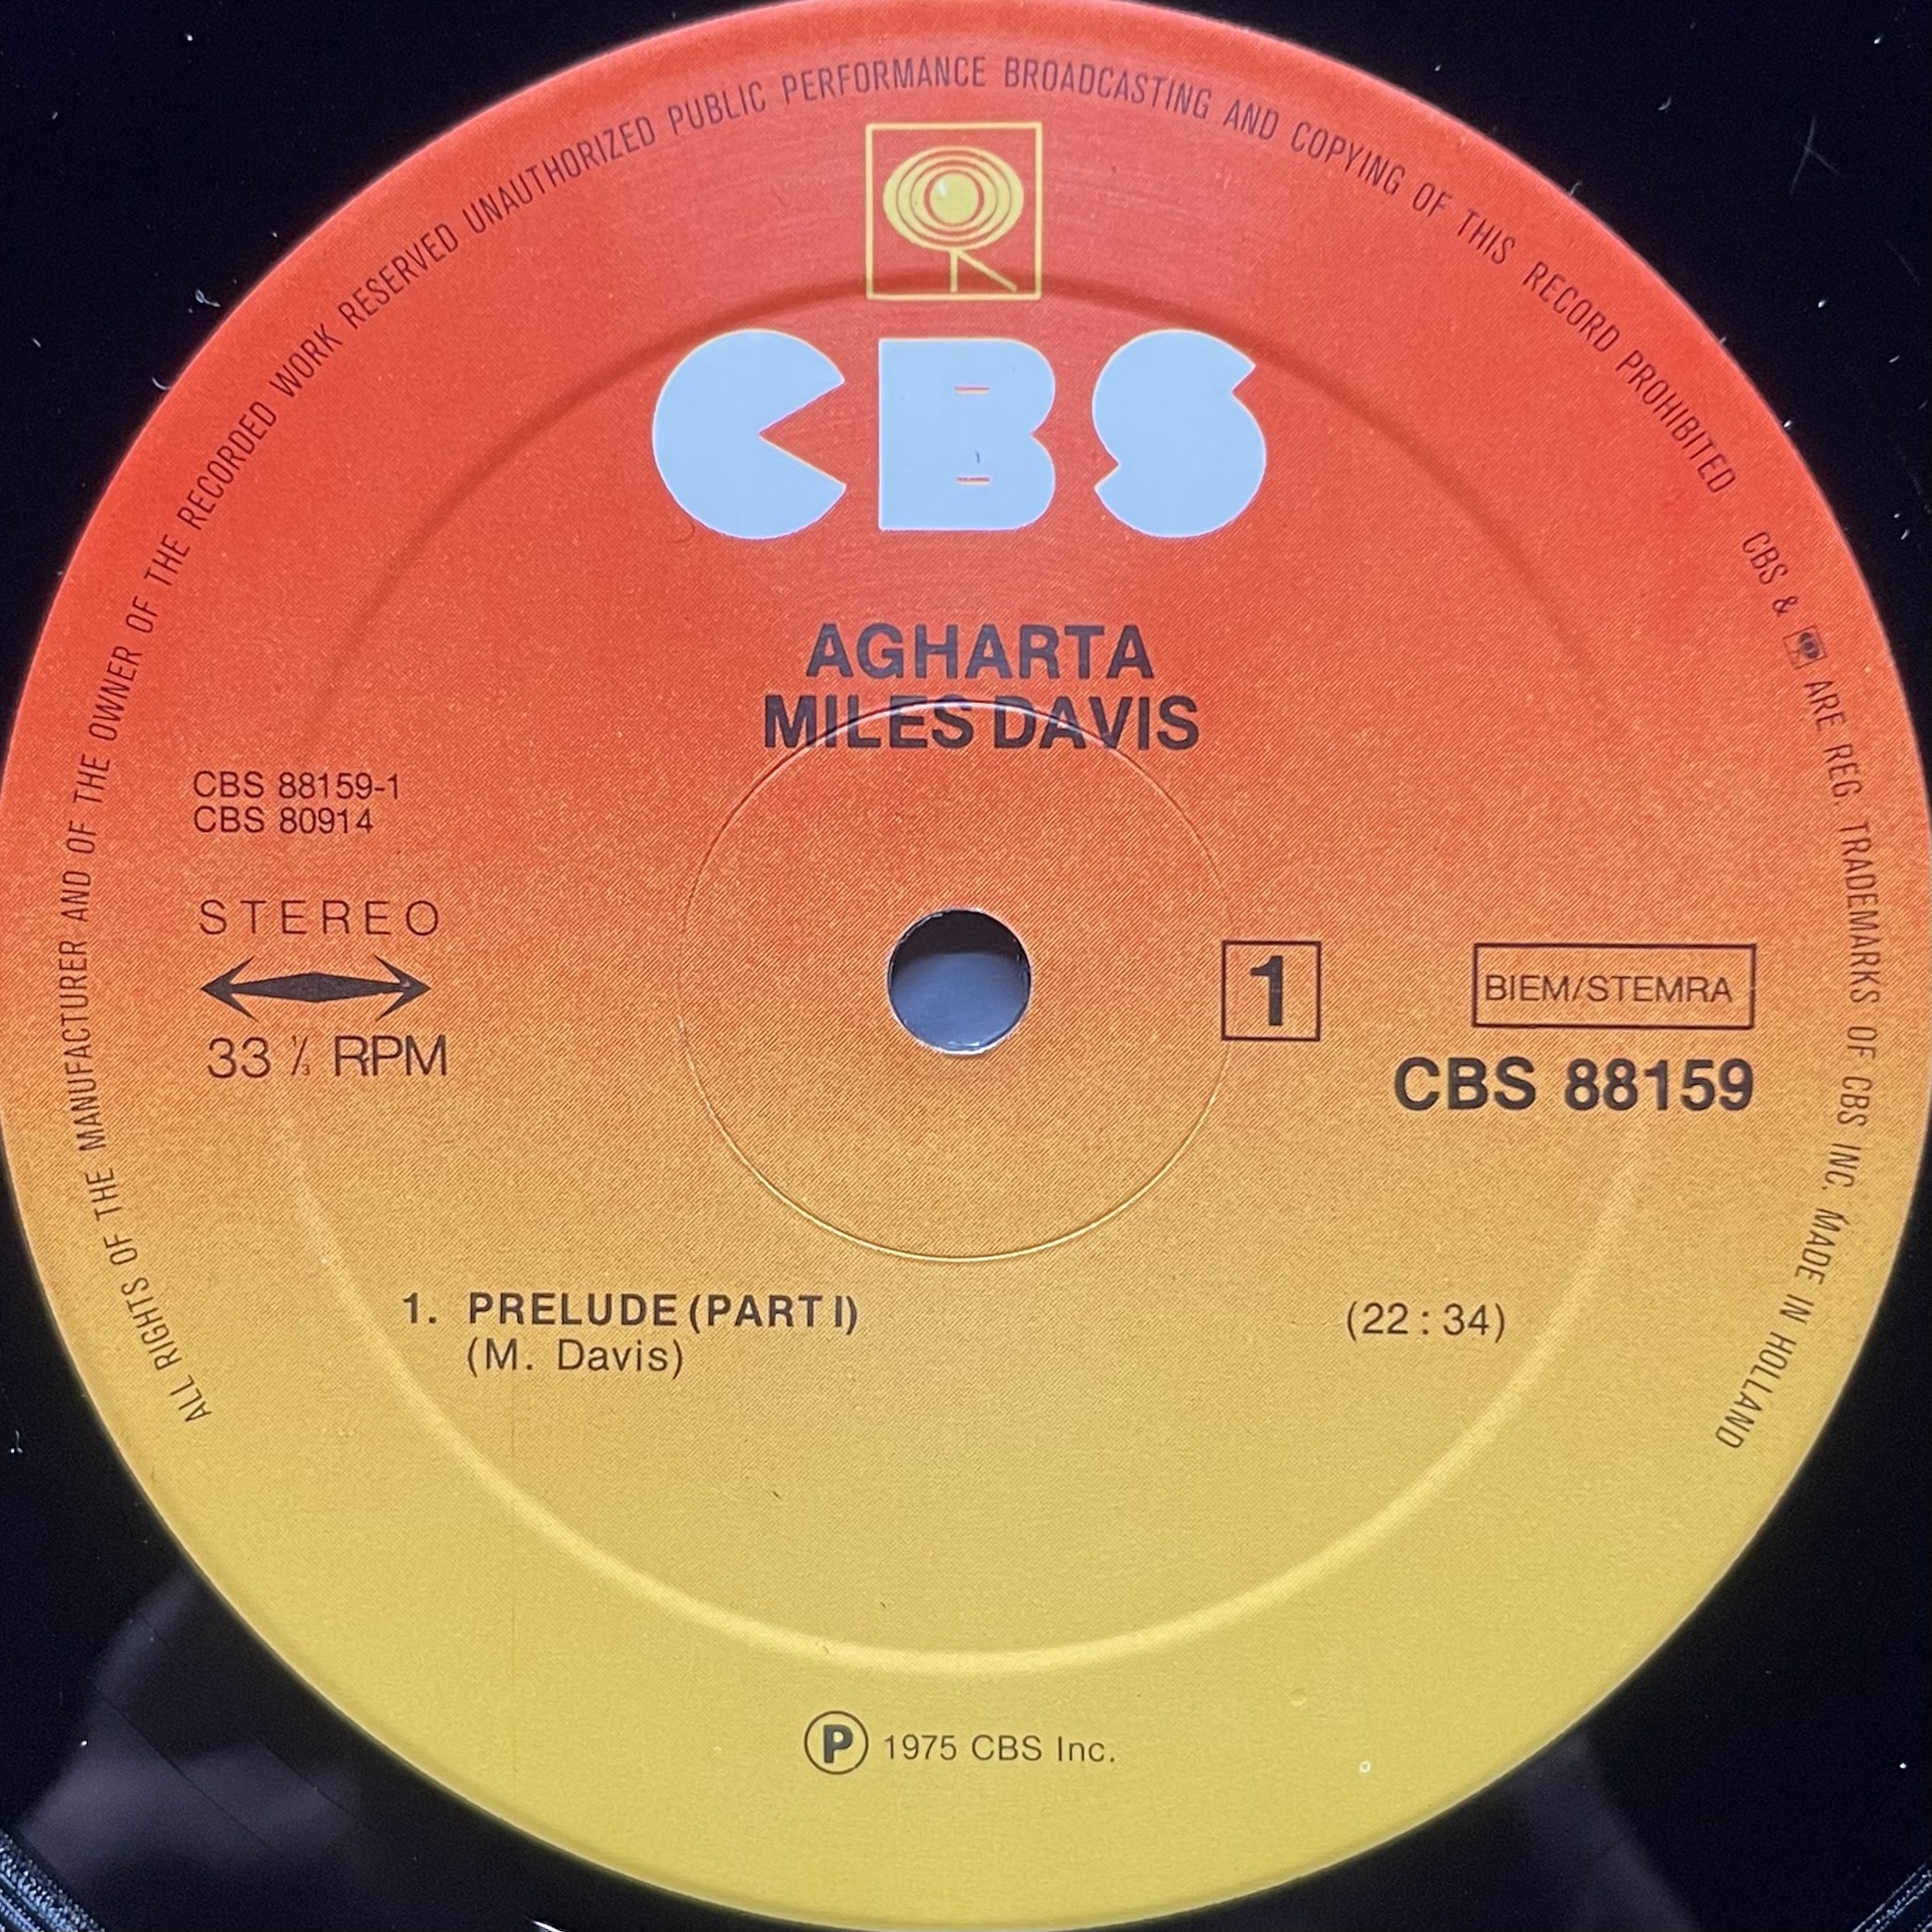 ALL RIGHTS OF THE MANUFACTURER AND OF THE OWNER OF THE RECORDED WORK RESERVED UNAUTHORIZED PUBLIC PERFORMANCE BROADCASTING AND COPYING OF THIS RECORD PROHIBITED CBS & ARE REG. TRADEMARKS OF CBS INC. MADE IN HOLLAND
CBS
AGHARTA
MILES DAVIS
CBS 88159-1
CBS 80914
STEREO
33 ⅓ RPM
1
BIEM/STEMRA
CBS 88159
1. PRELUDE (PART I) (22:34)
(M. Davis)
Ⓟ 1975 CBS Inc.